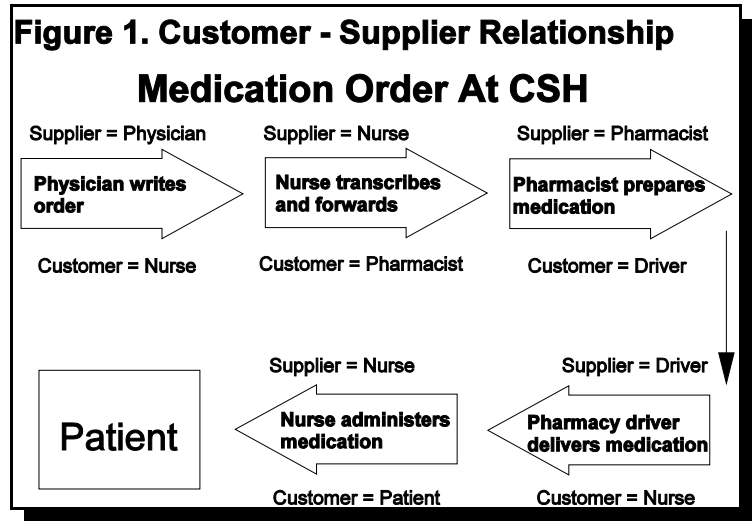 Figure 1. Customer - Supplier Relationship
Medication Order At CSH
Supplier = Physician
Physician writes
order
Customer = Nurse
Supplier = Nurse
Nurse transcribes
and forwards
Customer = Pharmacist
Supplier = Pharmacist
Pharmacist prepares
medication
Customer = Driver
Supplier = Driver
Pharmacy driver
delivers medication
Customer = Nurse
Supplier = Nurse
Nurse administers
medication
Customer = Patient
Patient